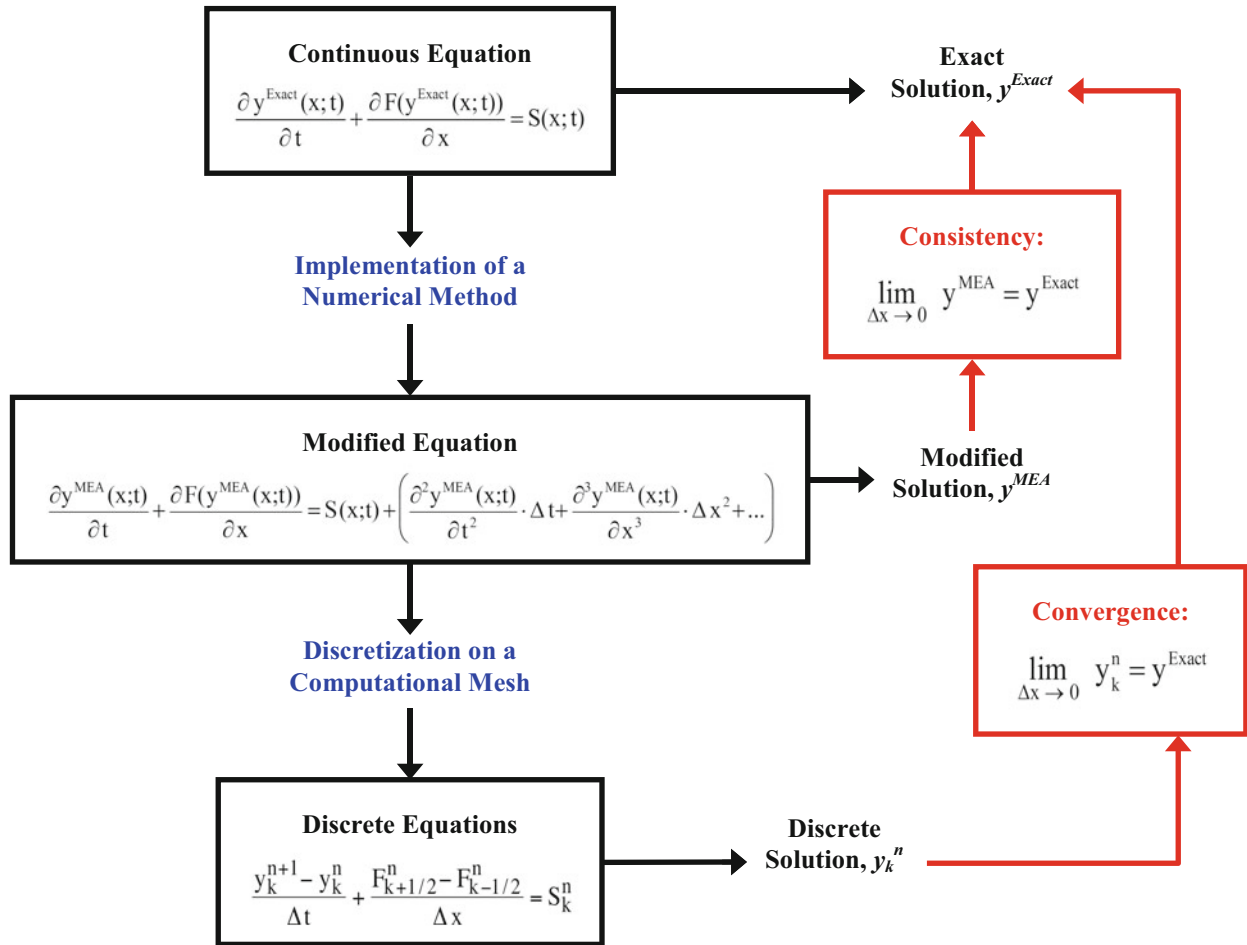 Continuous Equation
∂y^Exact(x;t)/∂t + ∂F(y^Exact(x;t))/∂x = S(x;t)
Exact
Solution, y^Exact
Implementation of a
Numerical Method
Consistency:
lim Δx → 0 y^MEA = y^Exact
Modified Equation
∂y^MEA(x;t)/∂t + ∂F(y^MEA(x;t))/∂x = S(x;t) + (∂²y^MEA(x;t)/∂t² · Δt + ∂³y^MEA(x;t)/∂x³ · Δx² + ...)
Modified
Solution, y^MEA
Discretization on a
Computational Mesh
Convergence:
lim Δx → 0 y_k^n = y^Exact
Discrete Equations
(y_k^{n+1} − y_k^n)/Δt + (F_{k+1/2}^n − F_{k−1/2}^n)/Δx = S_k^n
Discrete
Solution, y_k^n